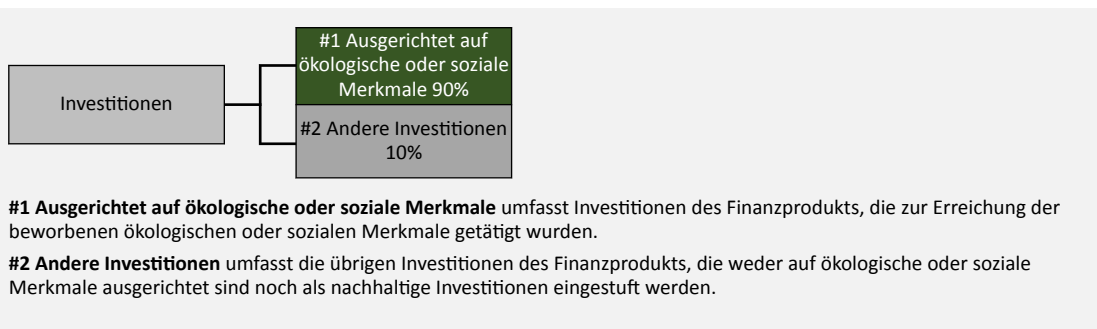 #1 Ausgerichtet auf
ökologische oder soziale
Merkmale 90%
Investitionen
#2 Andere Investitionen
10%
#1 Ausgerichtet auf ökologische oder soziale Merkmale umfasst Investitionen des Finanzprodukts, die zur Erreichung der
beworbenen ökologischen oder sozialen Merkmale getätigt wurden.
#2 Andere Investitionen umfasst die übrigen Investitionen des Finanzprodukts, die weder auf ökologische oder soziale
Merkmale ausgerichtet sind noch als nachhaltige Investitionen eingestuft werden.